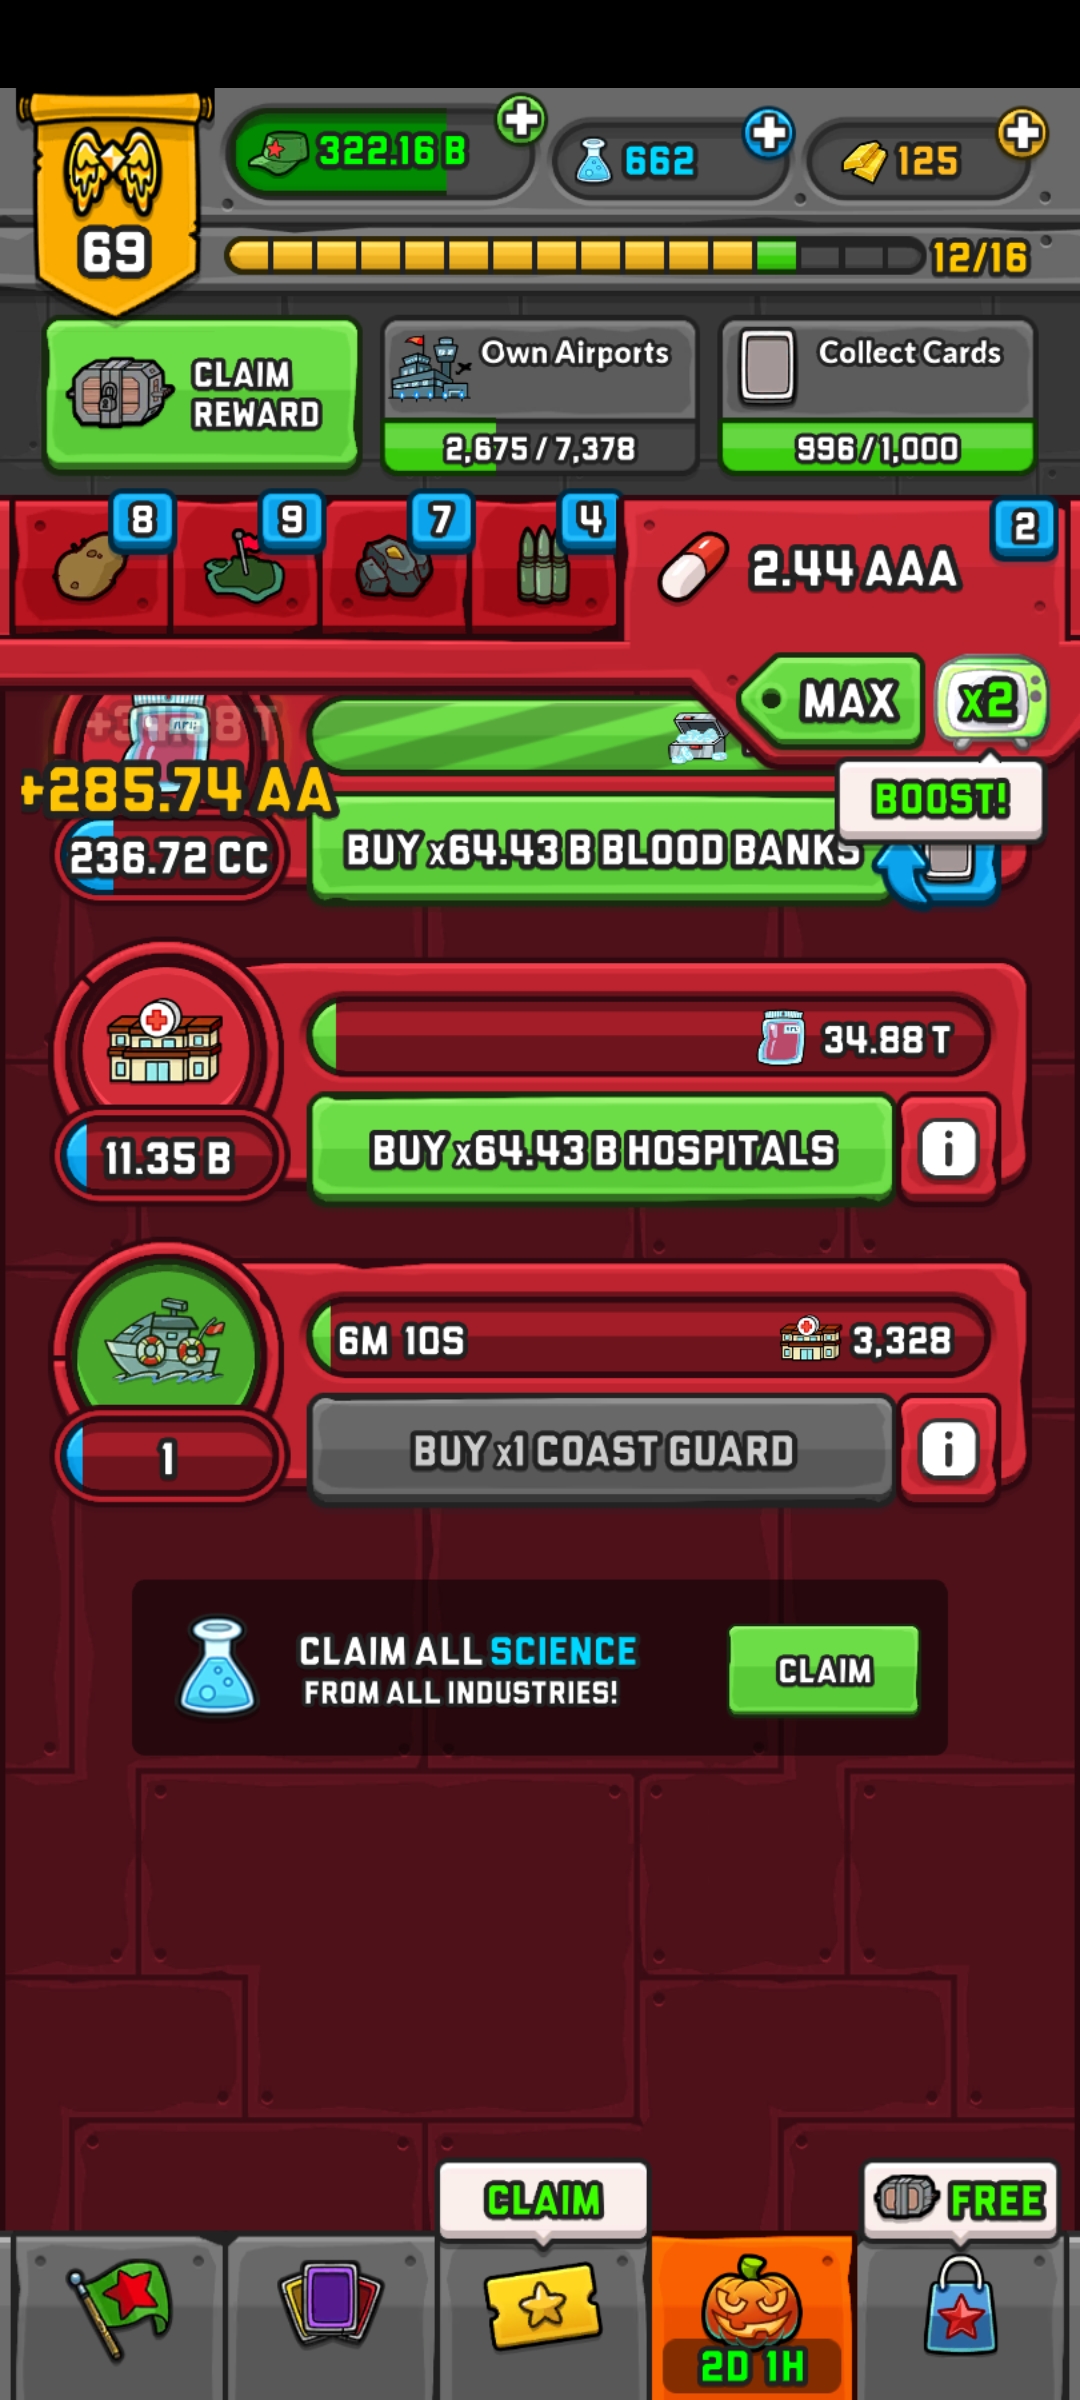 69
322.16 B
662
125
12/16
CLAIM
REWARD
Own Airports
2,675/7,378
Collect Cards
996/1,000
8
9
7
4
2
2.44 AAA
MAX
x2
BOOST!
+285.74 AA
236.72 CC
BUY x64.43 B BLOOD BANKS
34.88 T
11.35 B
BUY x64.43 B HOSPITALS
i
6M 10S
3,328
1
BUY x1 COAST GUARD
i
CLAIM ALL SCIENCE
FROM ALL INDUSTRIES!
CLAIM
CLAIM
FREE
2D 1H